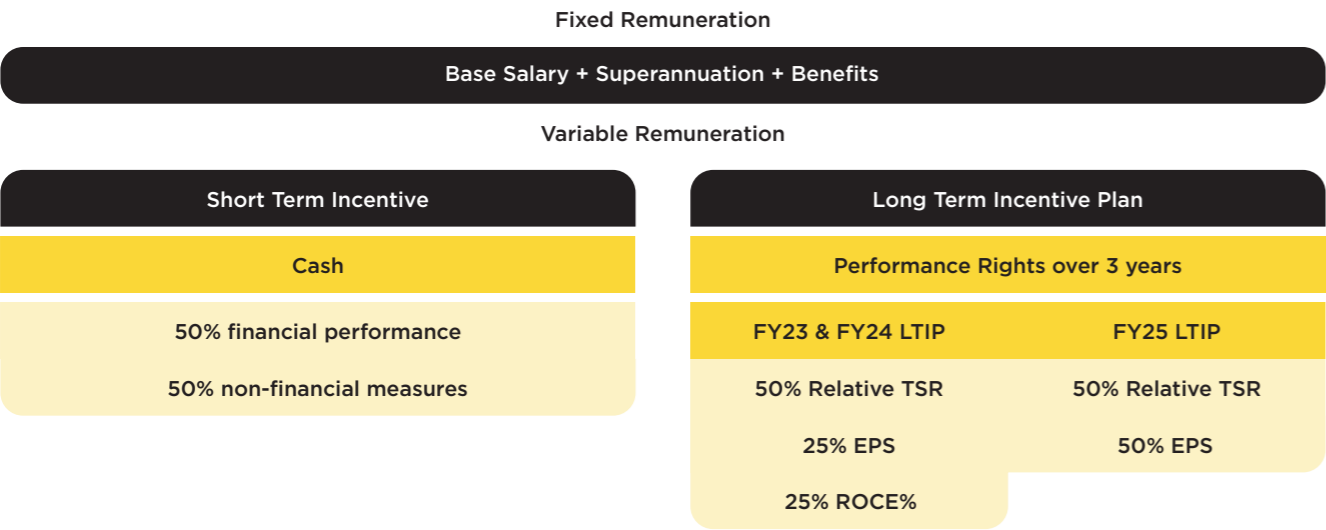 Fixed Remuneration
Base Salary + Superannuation + Benefits
Variable Remuneration
Short Term Incentive
Cash
50% financial performance
50% non-financial measures
Long Term Incentive Plan
Performance Rights over 3 years
FY23 & FY24 LTIP
50% Relative TSR
25% EPS
25% ROCE%
FY25 LTIP
50% Relative TSR
50% EPS